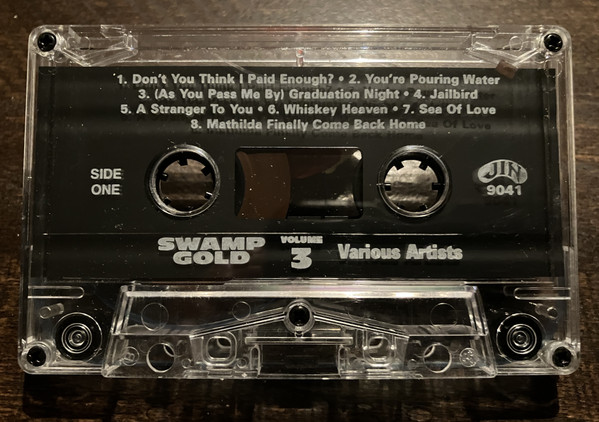 1. Don't You Think I Paid Enough? • 2. You're Pouring Water
3. (As You Pass Me By) Graduation Night • 4. Jailbird
5. A Stranger To You • 6. Whiskey Heaven • 7. Sea Of Love
8. Mathilda Finally Come Back Home
SIDE
ONE
JIN
9041
SWAMP
GOLD
VOLUME
3
Various Artists